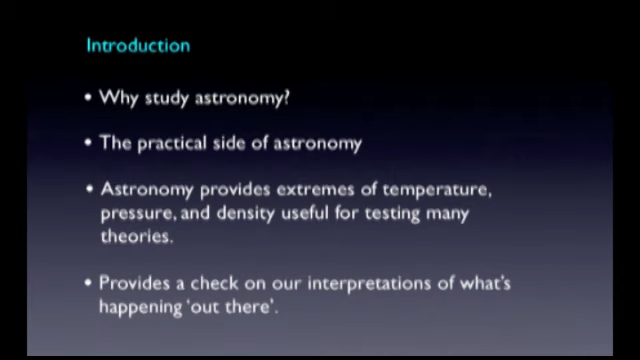 Introduction
• Why study astronomy?
• The practical side of astronomy
• Astronomy provides extremes of temperature,
pressure, and density useful for testing many
theories.
• Provides a check on our interpretations of what's
happening 'out there'.